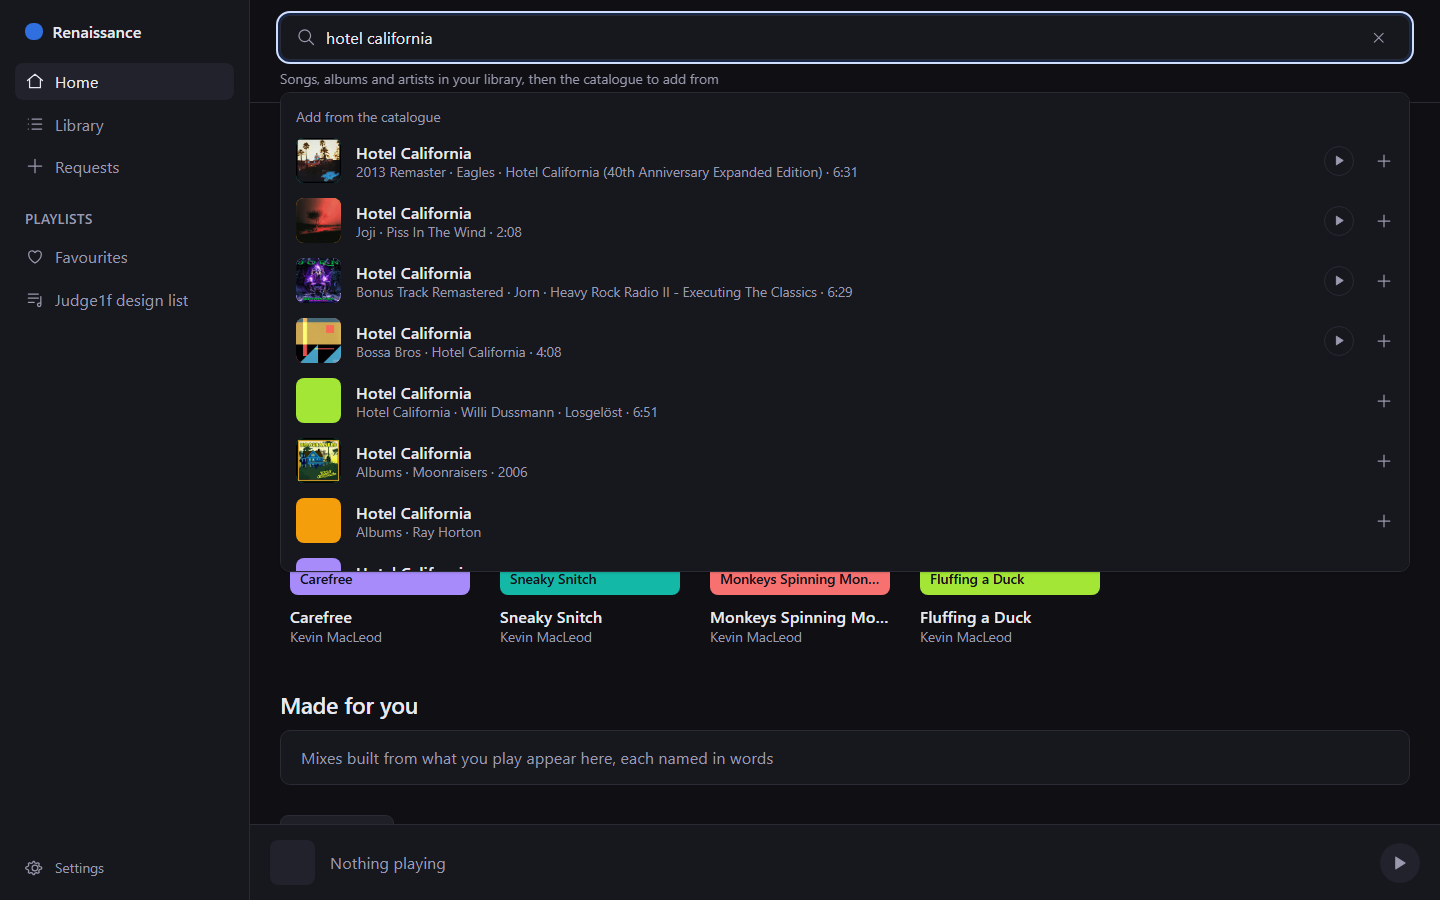 Renaissance
Home
Library
Requests
PLAYLISTS
Favourites
Judge1f design list
Settings
hotel california
Songs, albums and artists in your library, then the catalogue to add from
Add from the catalogue
Hotel California
2013 Remaster · Eagles · Hotel California (40th Anniversary Expanded Edition) · 6:31
Hotel California
Joji · Piss In The Wind · 2:08
Hotel California
Bonus Track Remastered · Jorn · Heavy Rock Radio II - Executing The Classics · 6:29
Hotel California
Bossa Bros · Hotel California · 4:08
Hotel California
Hotel California · Willi Dussmann · Losgelöst · 6:51
Hotel California
Albums · Moonraisers · 2006
Hotel California
Albums · Ray Horton
Hotel California
Carefree
Sneaky Snitch
Monkeys Spinning Mon...
Fluffing a Duck
Carefree
Kevin MacLeod
Sneaky Snitch
Kevin MacLeod
Monkeys Spinning Mo...
Kevin MacLeod
Fluffing a Duck
Kevin MacLeod
Made for you
Mixes built from what you play appear here, each named in words
Nothing playing